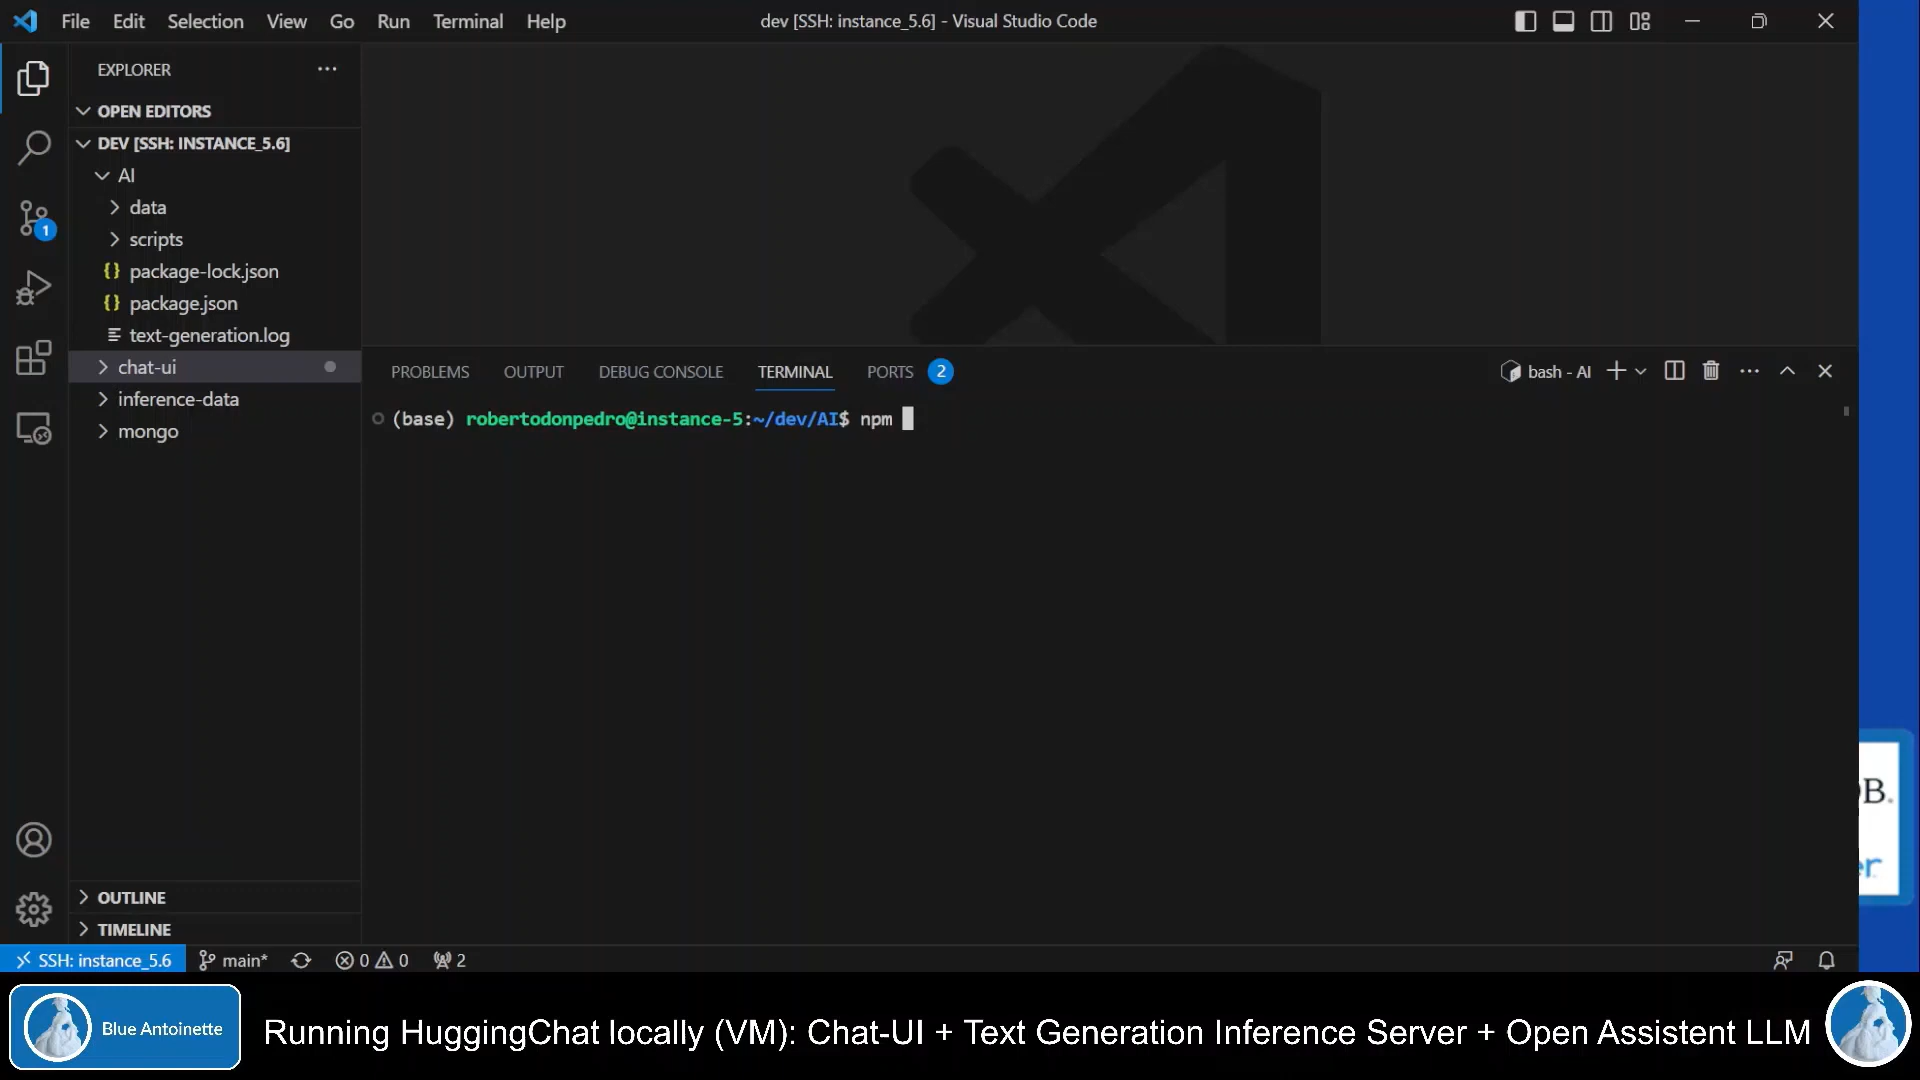 File Edit Selection View Go Run Terminal Help
dev [SSH: instance_5.6] - Visual Studio Code
EXPLORER
OPEN EDITORS
DEV [SSH: INSTANCE_5.6]
AI
data
scripts
{} package-lock.json
{} package.json
text-generation.log
chat-ui
inference-data
mongo
OUTLINE
TIMELINE
1
PROBLEMS OUTPUT DEBUG CONSOLE TERMINAL PORTS 2
bash - AI
(base) robertodonpedro@instance-5:~/dev/AI$ npm
B.
er
SSH: instance_5.6 main* 0 0 2
Blue Antoinette
Running HuggingChat locally (VM): Chat-UI + Text Generation Inference Server + Open Assistent LLM